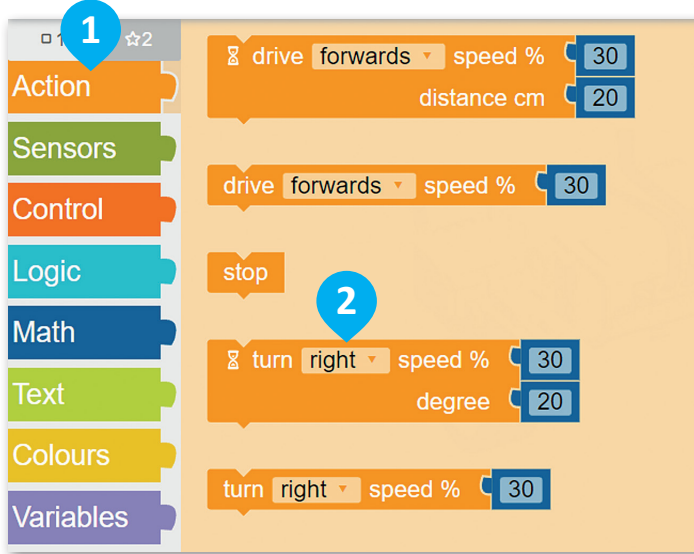 1 2
Action
Sensors
Control
Logic
Math
Text
Colours
Variables
drive forwards speed % 30
distance cm 20
drive forwards speed % 30
stop
2
turn right speed % 30
degree 20
turn right speed % 30